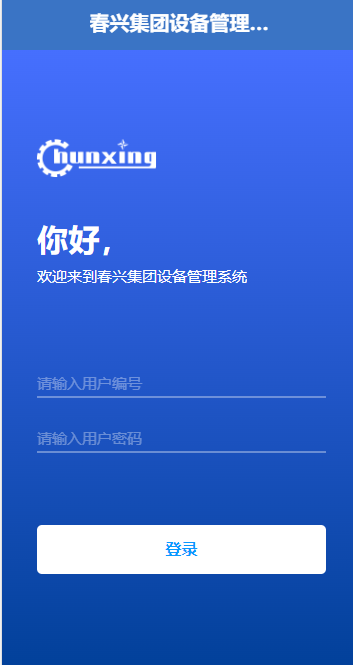 春兴集团设备管理...
Chunxing
你好，
欢迎来到春兴集团设备管理系统
请输入用户编号
请输入用户密码
登录